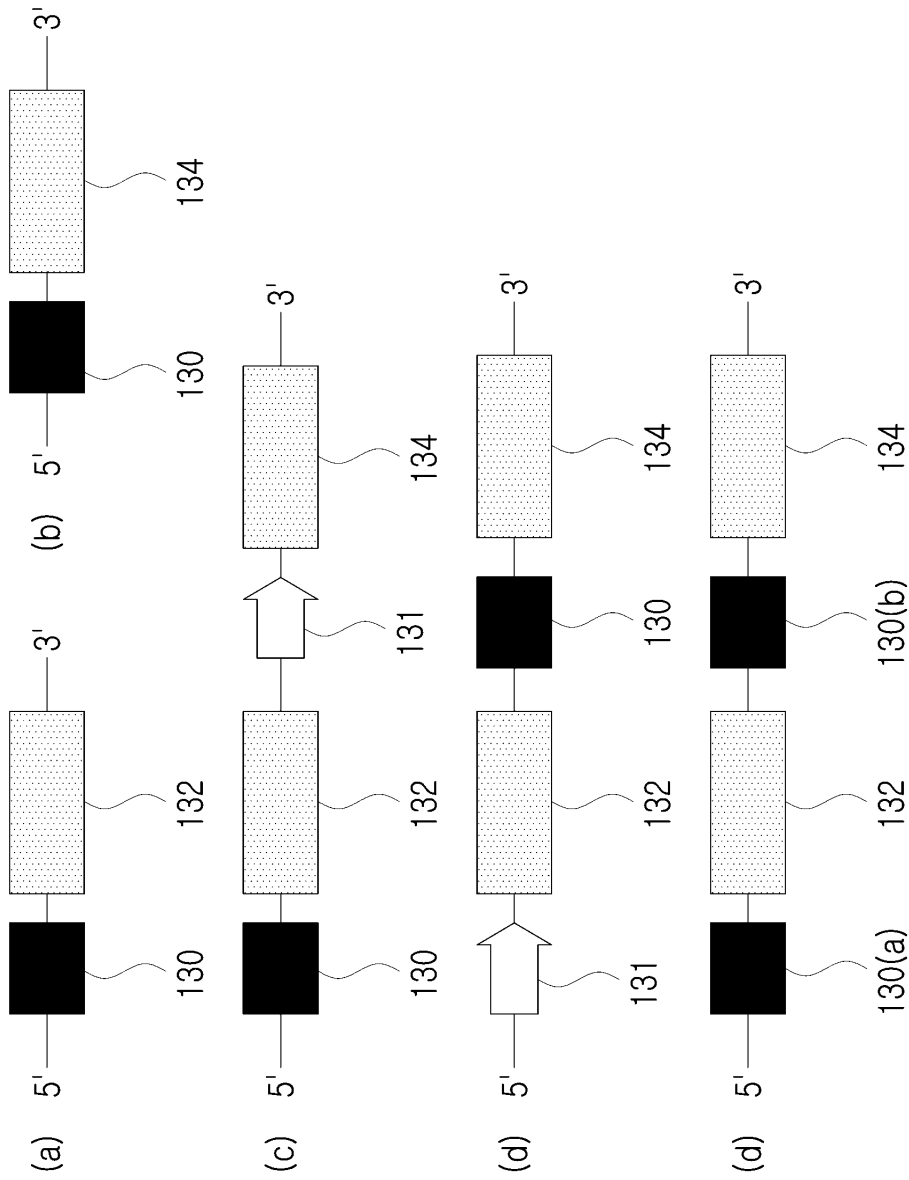 (a) 5' 3' (b) 5' 3'
130 132 130 134
(c) 5' 3'
130 132 131 134
(d) 5' 3'
131 132 130 134
(d) 5' 3'
130(a) 132 130(b) 134